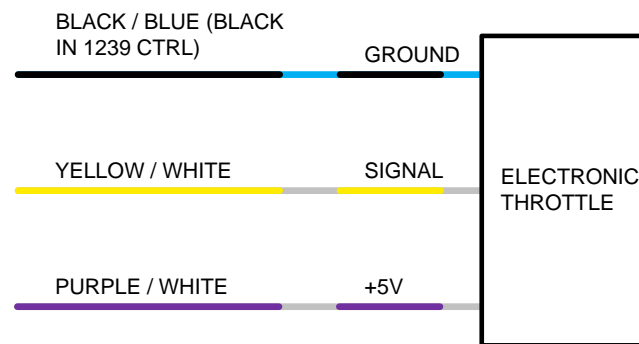 BLACK / BLUE (BLACK
IN 1239 CTRL)
GROUND
YELLOW / WHITE
SIGNAL
ELECTRONIC
THROTTLE
PURPLE / WHITE
+5V